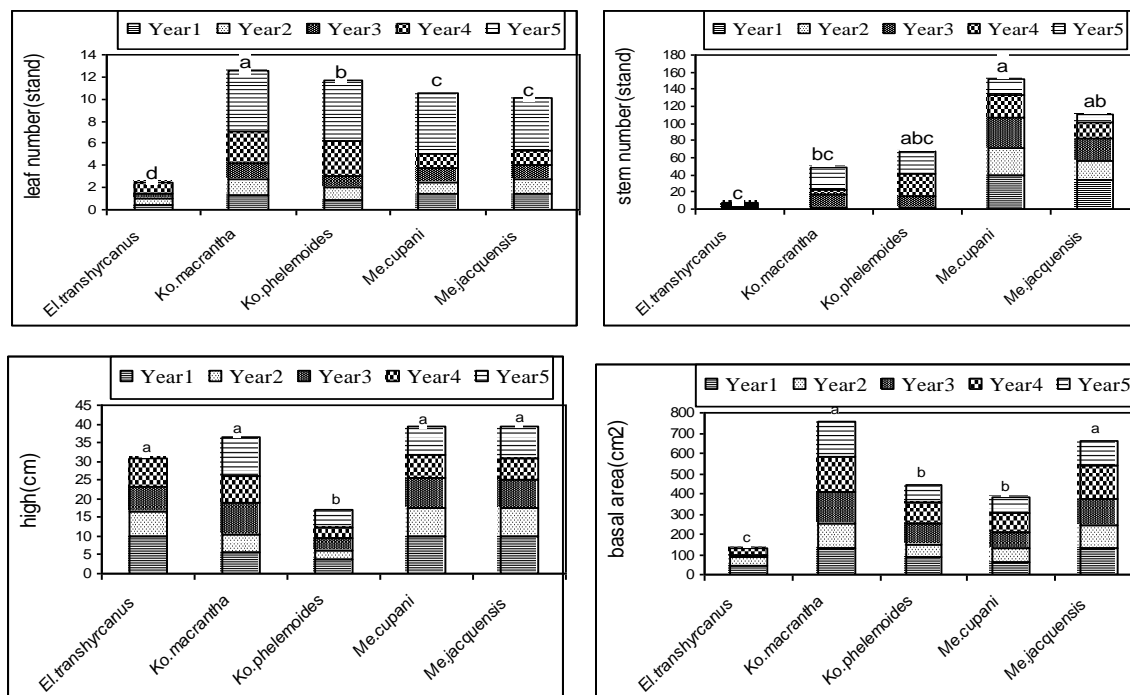 Year1 Year2 Year3 Year4 Year5
leaf number(stand)
14
12
10
8
6
4
2
0
d a b c c
El.transhyrcanus Ko.macrantha Ko.phelemoides Me.cupani Me.jacquensis
Year1 Year2 Year3 Year4 Year5
stem number(stand)
180
160
140
120
100
80
60
40
20
0
c bc abc a ab
El.transhyrcanus Ko.macrantha Ko.phelemoides Me.cupani Me.jacquensis
Year1 Year2 Year3 Year4 Year5
high(cm)
45
40
35
30
25
20
15
10
5
0
a a b a a
El.transhyrcanus Ko.macrantha Ko.phelemoides Me.cupani Me.jacquensis
Year1 Year2 Year3 Year4 Year5
basal area(cm2)
800
700
600
500
400
300
200
100
0
c a b b a
El.transhyrcanus Ko.macrantha Ko.phelemoides Me.cupani Me.jacquensis